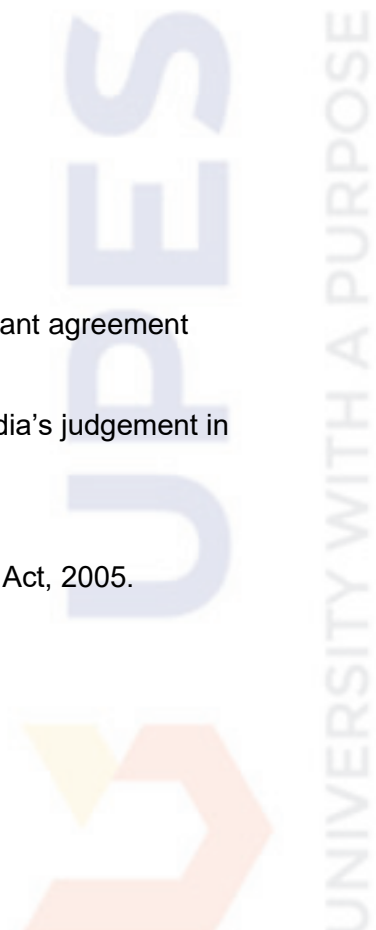 ant agreement
dia's judgement in
Act, 2005.
UPES
UNIVERSITY WITH A PURPOSE